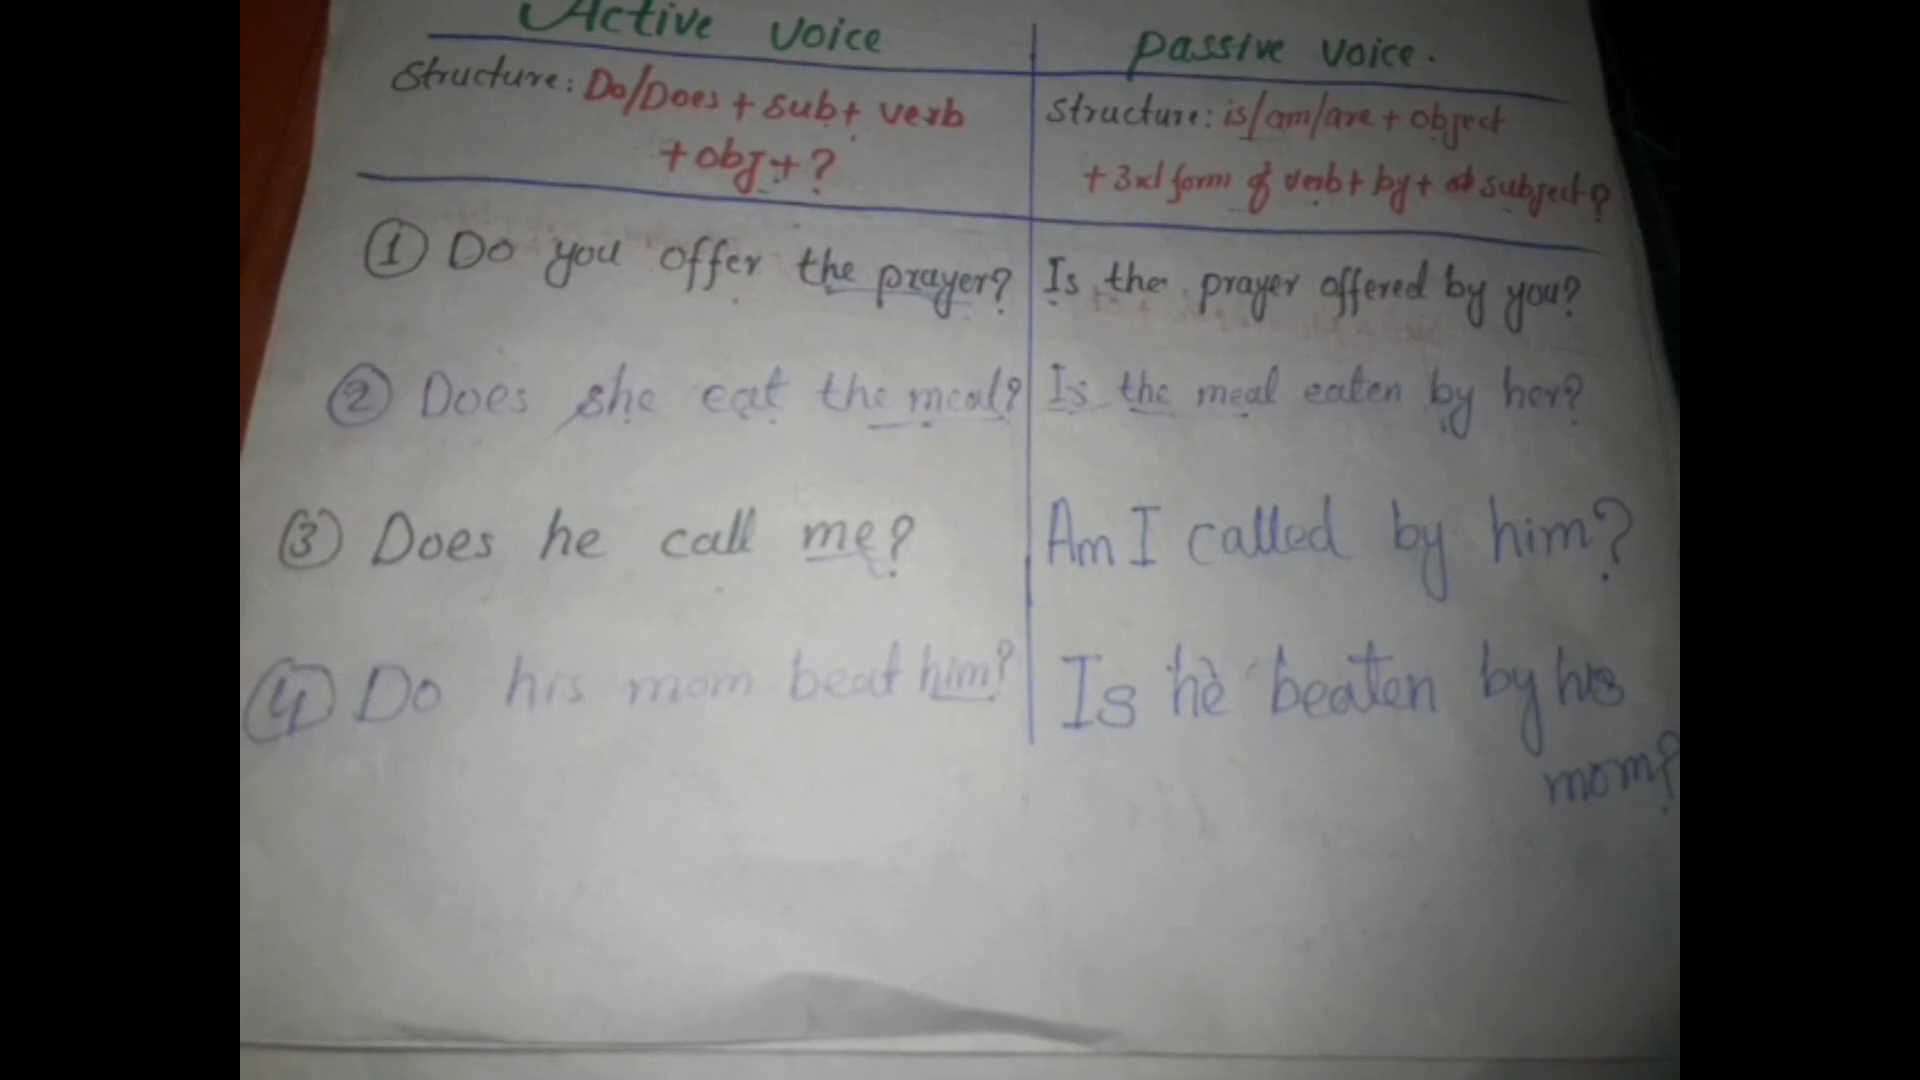 Active voice
passive voice.
Structure: Do/Does + sub + verb
+ obj + ?
Structure: is/am/are + object
+ 3rd form of verb + by + subject?
① Do you offer the prayer?
Is the prayer offered by you?
② Does she eat the meal?
Is the meal eaten by her?
③ Does he call me?
Am I called by him?
④ Do his mom beat him?
Is he beaten by his
mom?